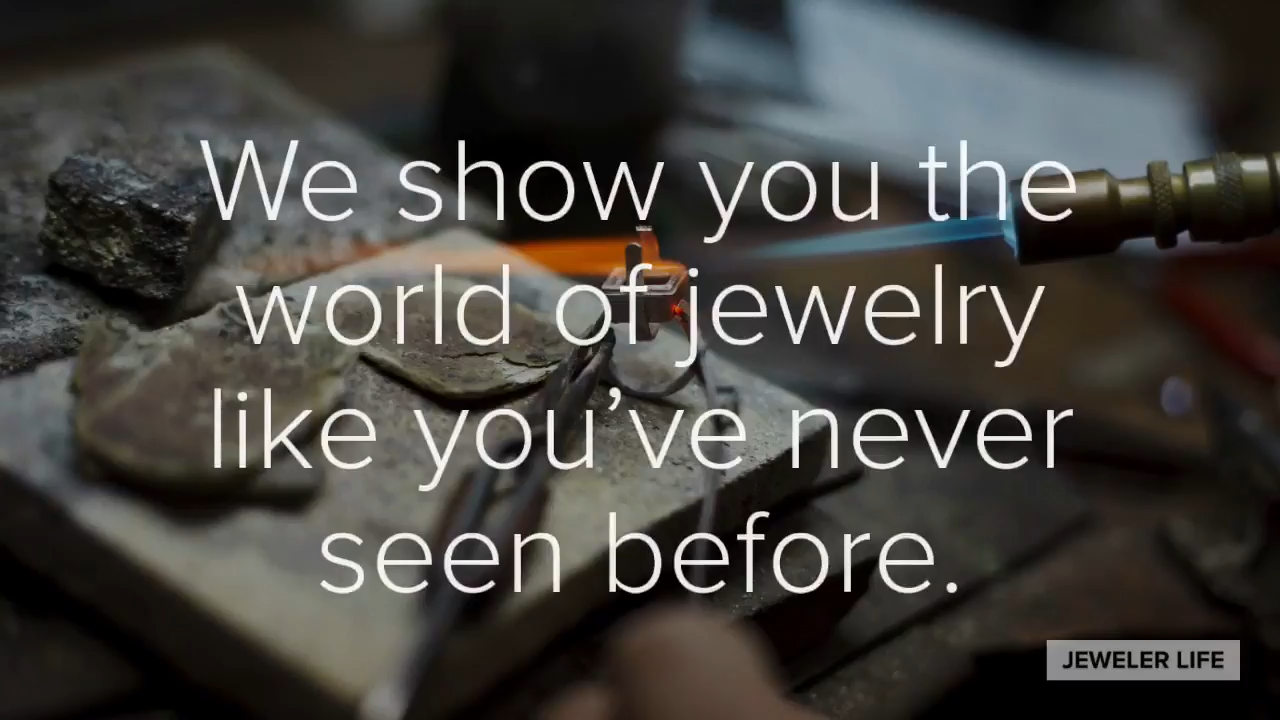 We show you the
world of jewelry
like you’ve never
seen before.
JEWELER LIFE